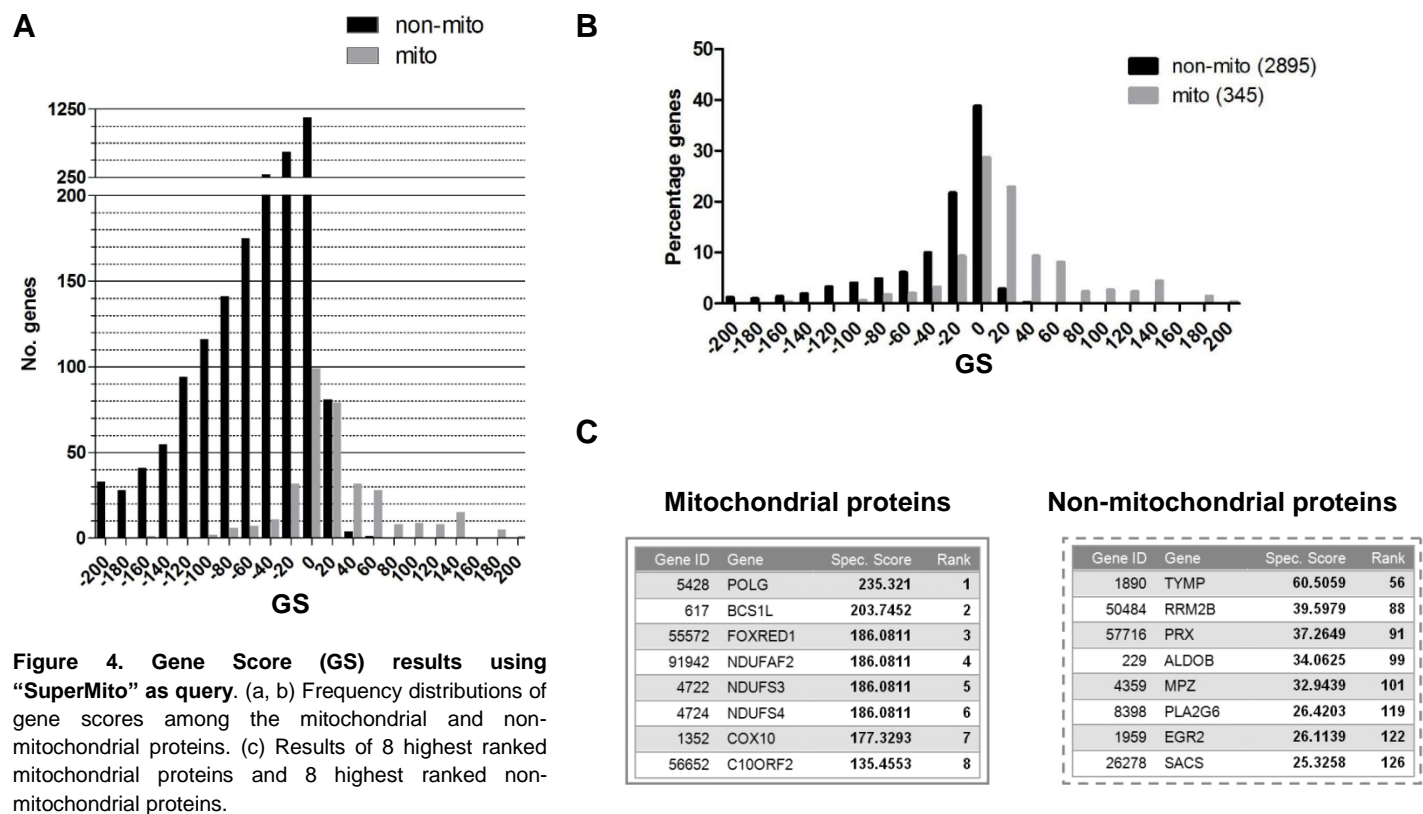 A
non-mito
mito
1250
250
200
150
100
50
0
No. genes
-200 -180 -160 -140 -120 -100 -80 -60 -40 -20 0 20 40 60 80 100 120 140 160 180 200
GS
Figure 4. Gene Score (GS) results using
“SuperMito” as query. (a, b) Frequency distributions of
gene scores among the mitochondrial and non-
mitochondrial proteins. (c) Results of 8 highest ranked
mitochondrial proteins and 8 highest ranked non-
mitochondrial proteins.
B
50
40
30
20
10
0
Percentage genes
non-mito (2895)
mito (345)
-200 -180 -160 -140 -120 -100 -80 -60 -40 -20 0 20 40 60 80 100 120 140 160 180 200
GS
C
Mitochondrial proteins
Gene ID Gene Spec. Score Rank
5428 POLG 235.321 1
617 BCS1L 203.7452 2
55572 FOXRED1 186.0811 3
91942 NDUFAF2 186.0811 4
4722 NDUFS3 186.0811 5
4724 NDUFS4 186.0811 6
1352 COX10 177.3293 7
56652 C10ORF2 135.4553 8
Non-mitochondrial proteins
Gene ID Gene Spec. Score Rank
1890 TYMP 60.5059 56
50484 RRM2B 39.5979 88
57716 PRX 37.2649 91
229 ALDOB 34.0625 99
4359 MPZ 32.9439 101
8398 PLA2G6 26.4203 119
1959 EGR2 26.1139 122
26278 SACS 25.3258 126